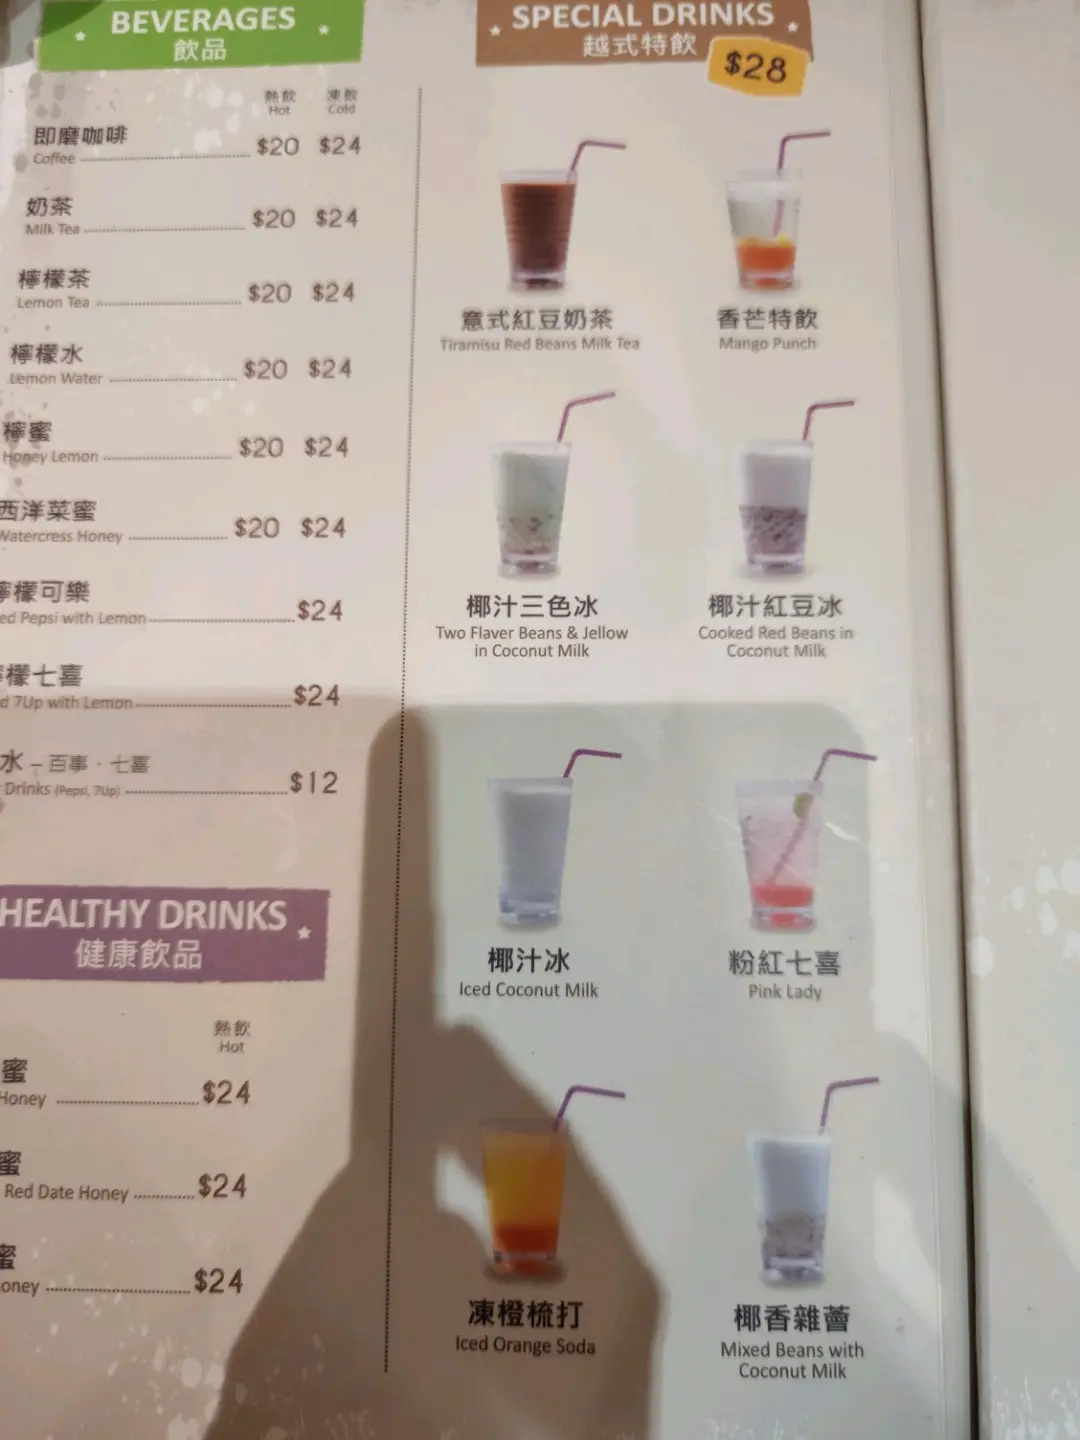 BEVERAGES
飲品
熱飲 凍飲
Hot Cold
即磨咖啡
Coffee $20 $24
奶茶
Milk Tea $20 $24
檸檬茶
Lemon Tea $20 $24
檸檬水
Lemon Water $20 $24
檸蜜
Honey Lemon $20 $24
西洋菜蜜
Watercress Honey $20 $24
檸檬可樂
ed Pepsi with Lemon $24
檸檬七喜
d 7Up with Lemon $24
水 – 百事、七喜
Drinks (Pepsi, 7Up) $12
HEALTHY DRINKS
健康飲品
熱飲
Hot
蜜
Honey $24
蜜
Red Date Honey $24
蜜
oney $24
SPECIAL DRINKS
越式特飲
$28
意式紅豆奶茶
Tiramisu Red Beans Milk Tea
香芒特飲
Mango Punch
椰汁三色冰
Two Flaver Beans & Jellow
in Coconut Milk
椰汁紅豆冰
Cooked Red Beans in
Coconut Milk
椰汁冰
Iced Coconut Milk
粉紅七喜
Pink Lady
凍橙梳打
Iced Orange Soda
椰香雜薈
Mixed Beans with
Coconut Milk